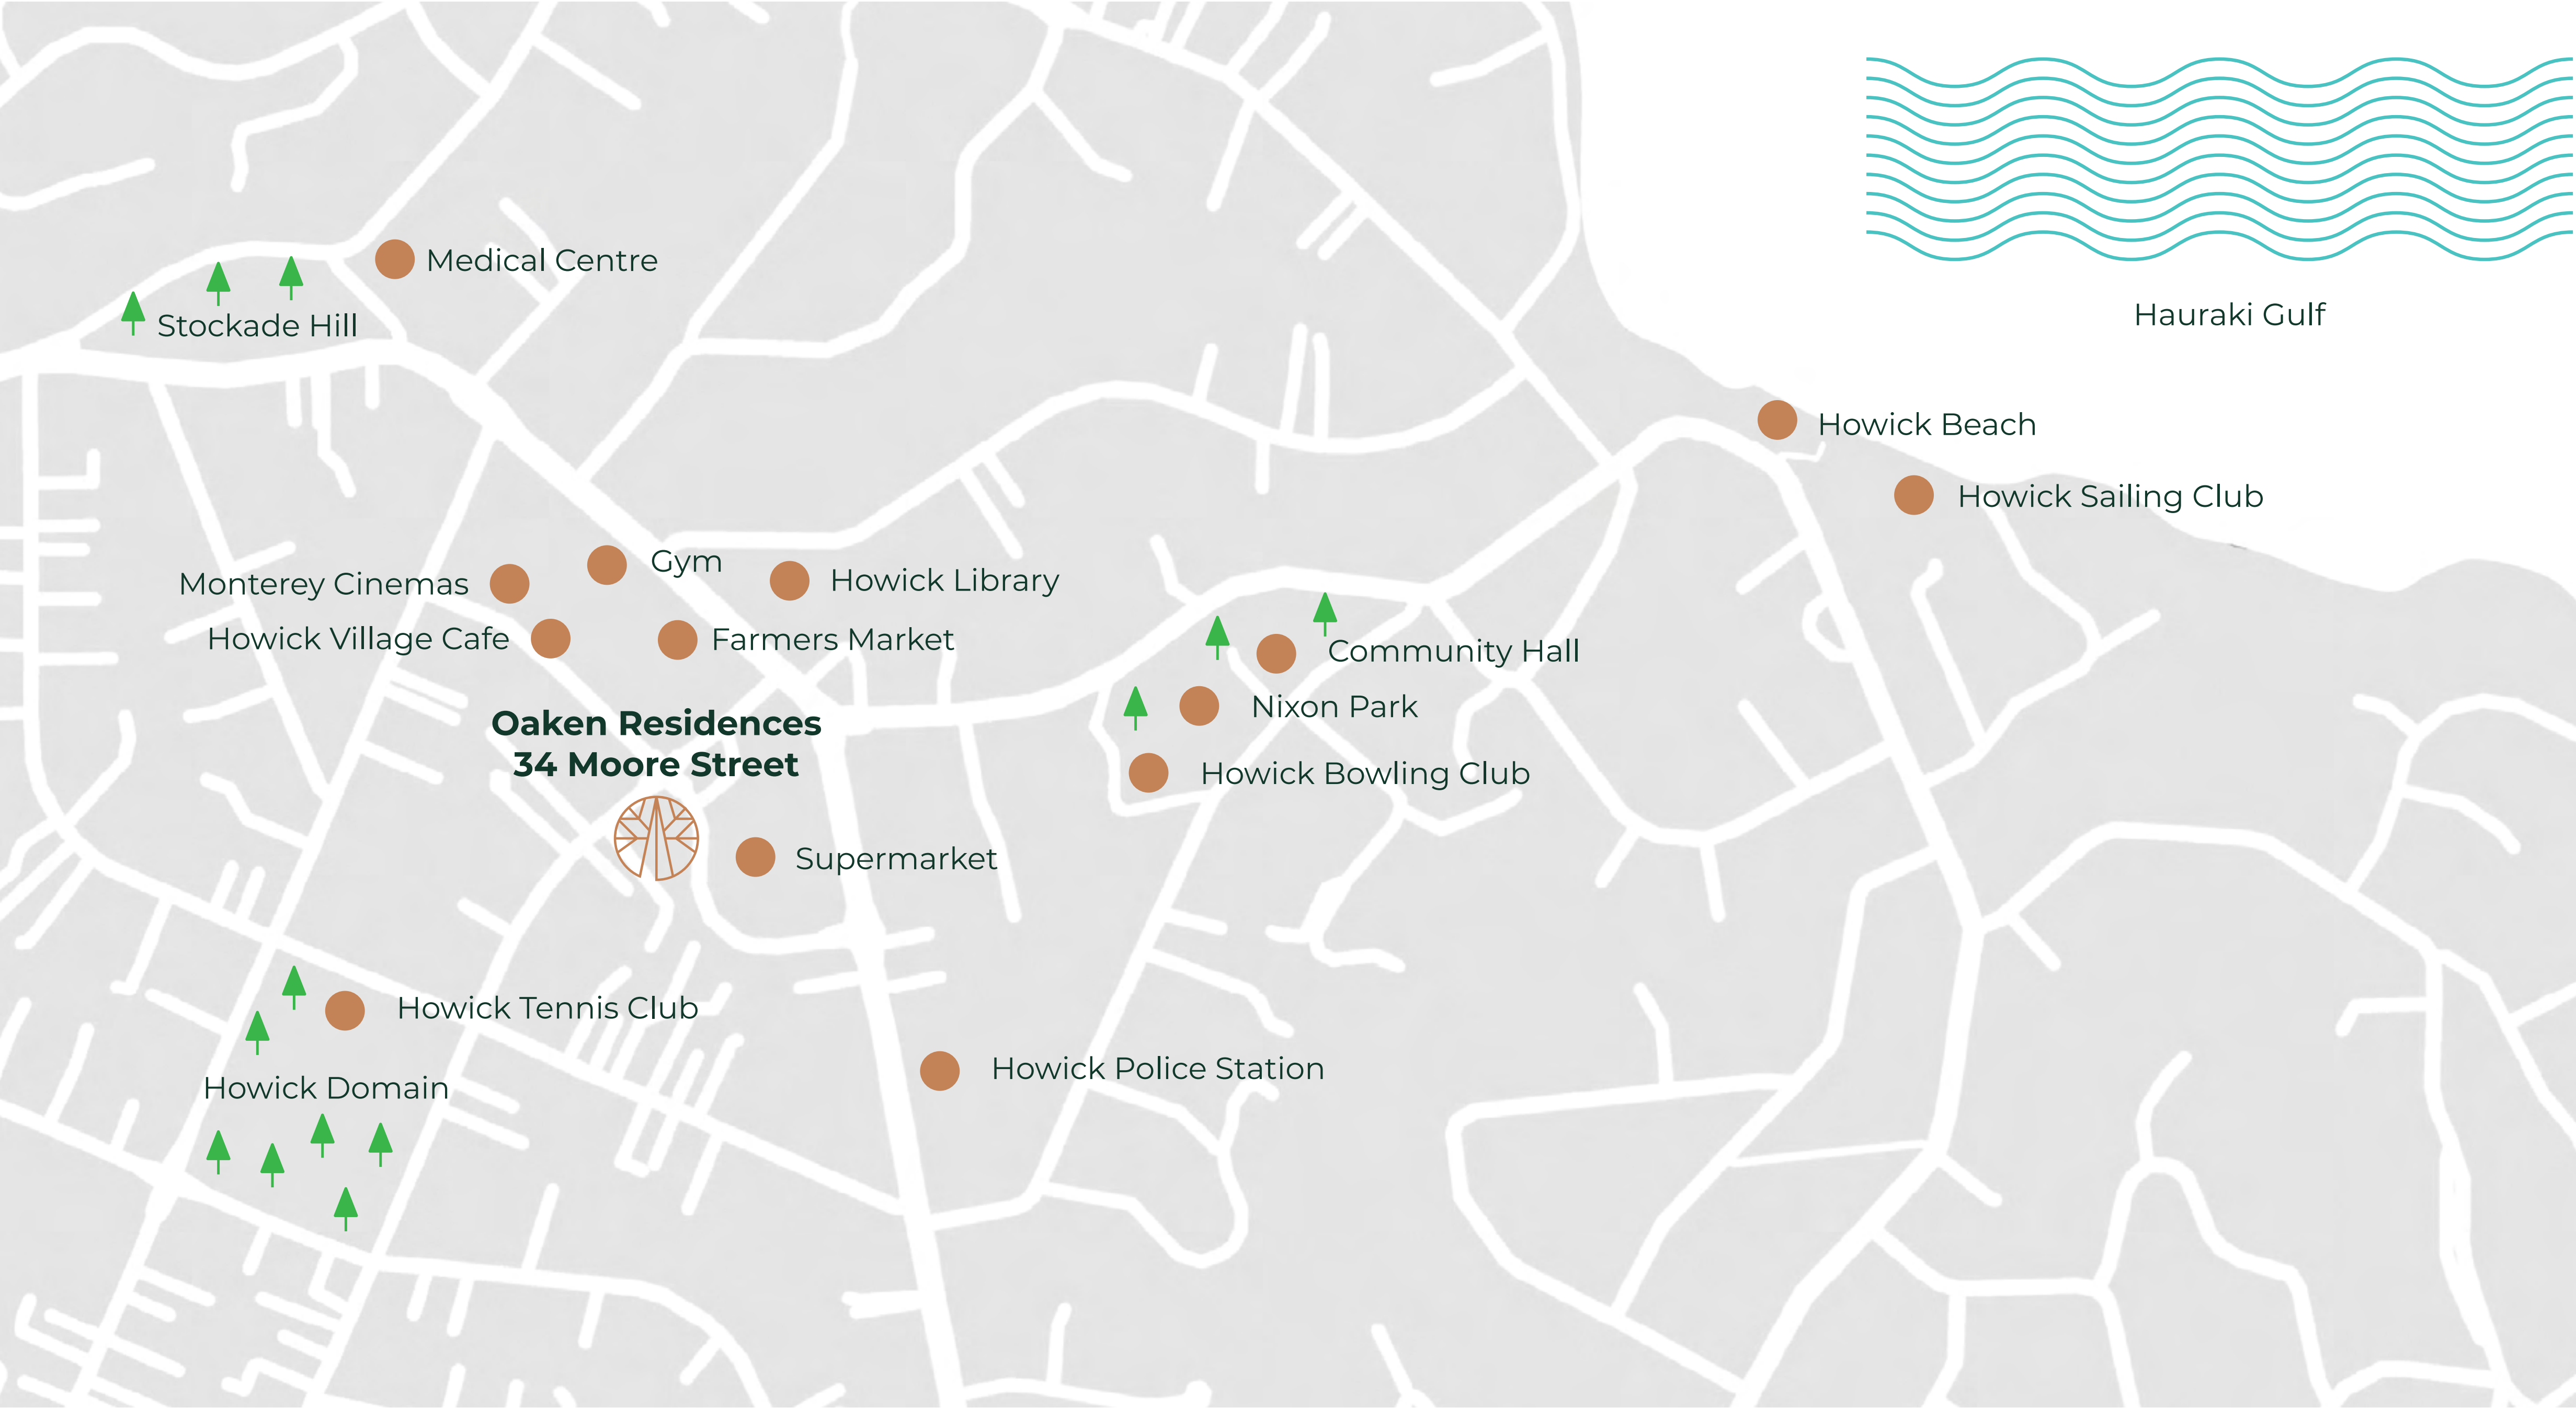 Medical Centre
Hauraki Gulf
Stockade Hill
Howick Beach
Howick Sailing Club
Gym
Monterey Cinemas
Howick Library
Howick Village Cafe
Farmers Market
Community Hall
Nixon Park
Oaken Residences
34 Moore Street
Howick Bowling Club
Supermarket
Howick Tennis Club
Howick Police Station
Howick Domain